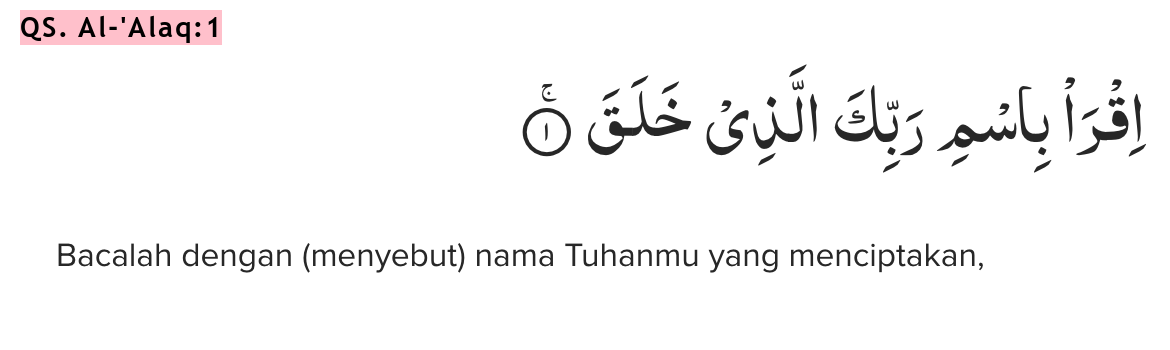 QS. Al-'Alaq:1
اِقْرَأْ بِاسْمِ رَبِّكَ الَّذِيْ خَلَقَۚ ١
Bacalah dengan (menyebut) nama Tuhanmu yang menciptakan,